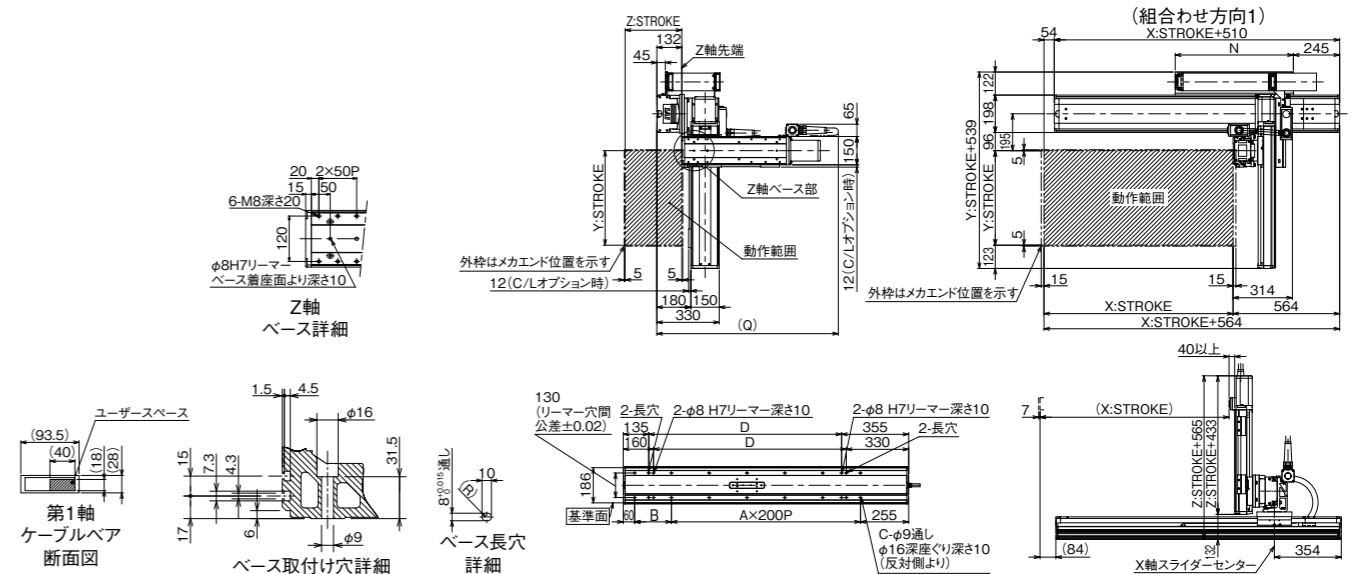 Z:STROKE
132
45
Z軸先端
65
150
Z軸ベース部
Y:STROKE
動作範囲
外枠はメカエンド位置を示す
5
5
12(C/Lオプション時)
12(C/Lオプション時)
180
150
330
(Q)
(組合わせ方向1)
54
X:STROKE+510
N
245
122
198
96
195
5
Y:STROKE+539
Y:STROKE
動作範囲
5
123
外枠はメカエンド位置を示す
15
15
314
X:STROKE
564
X:STROKE+564
20
2×50P
15
50
6-M8深さ20
120
φ8H7リーマー
ベース着座面より深さ10
Z軸
ベース詳細
ユーザースペース
(93.5)
(40)
(18)
(28)
第1軸
ケーブルベア
断面図
1.5
4.5
φ16
15
7.3
4.3
31.5
17
6
φ9
ベース取付け穴詳細
8+0.015 0通し
10
(R)
ベース長穴
詳細
130
(リーマー穴間
公差±0.02)
2-長穴
2-φ8 H7リーマー深さ10
2-φ8 H7リーマー深さ10
2-長穴
135
D
355
160
D
330
186
基準面
60
B
A×200P
255
C-φ9通し
φ16深座ぐり深さ10
(反対側より)
40以上
7
(X:STROKE)
Z:STROKE+565
Z:STROKE+433
132
(84)
X軸スライダーセンター
354